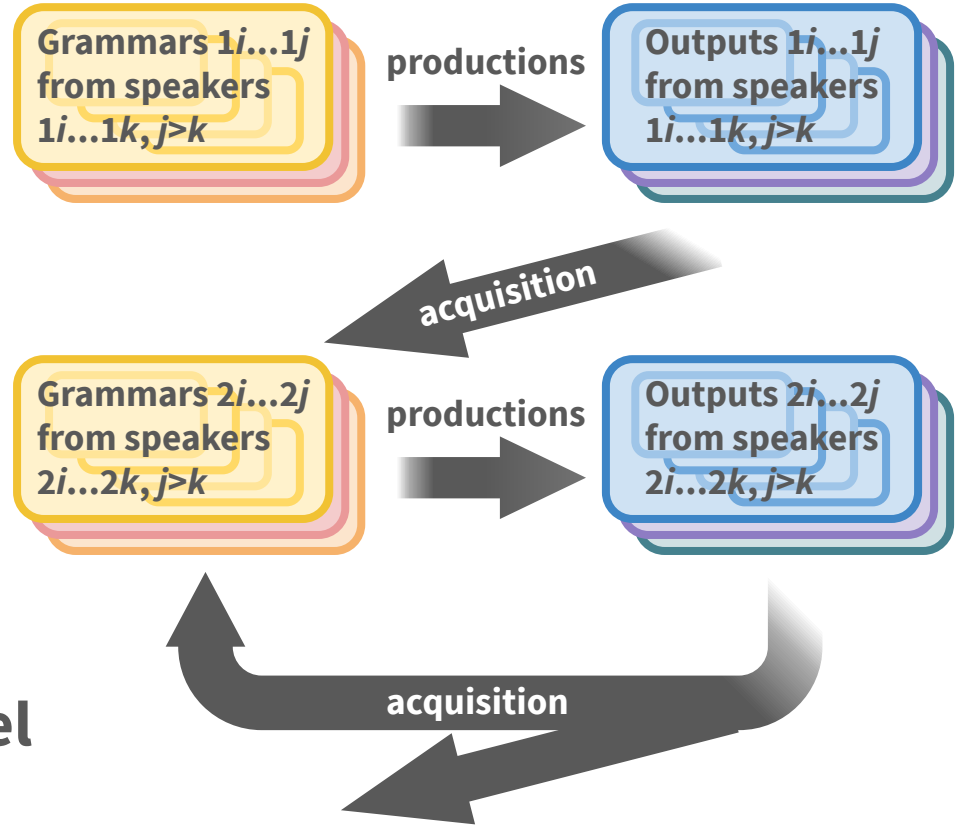 Grammars 1i...1j
from speakers
1i...1k, j>k
productions
Outputs 1i...1j
from speakers
1i...1k, j>k
acquisition
Grammars 2i...2j
from speakers
2i...2k, j>k
productions
Outputs 2i...2j
from speakers
2i...2k, j>k
acquisition
el